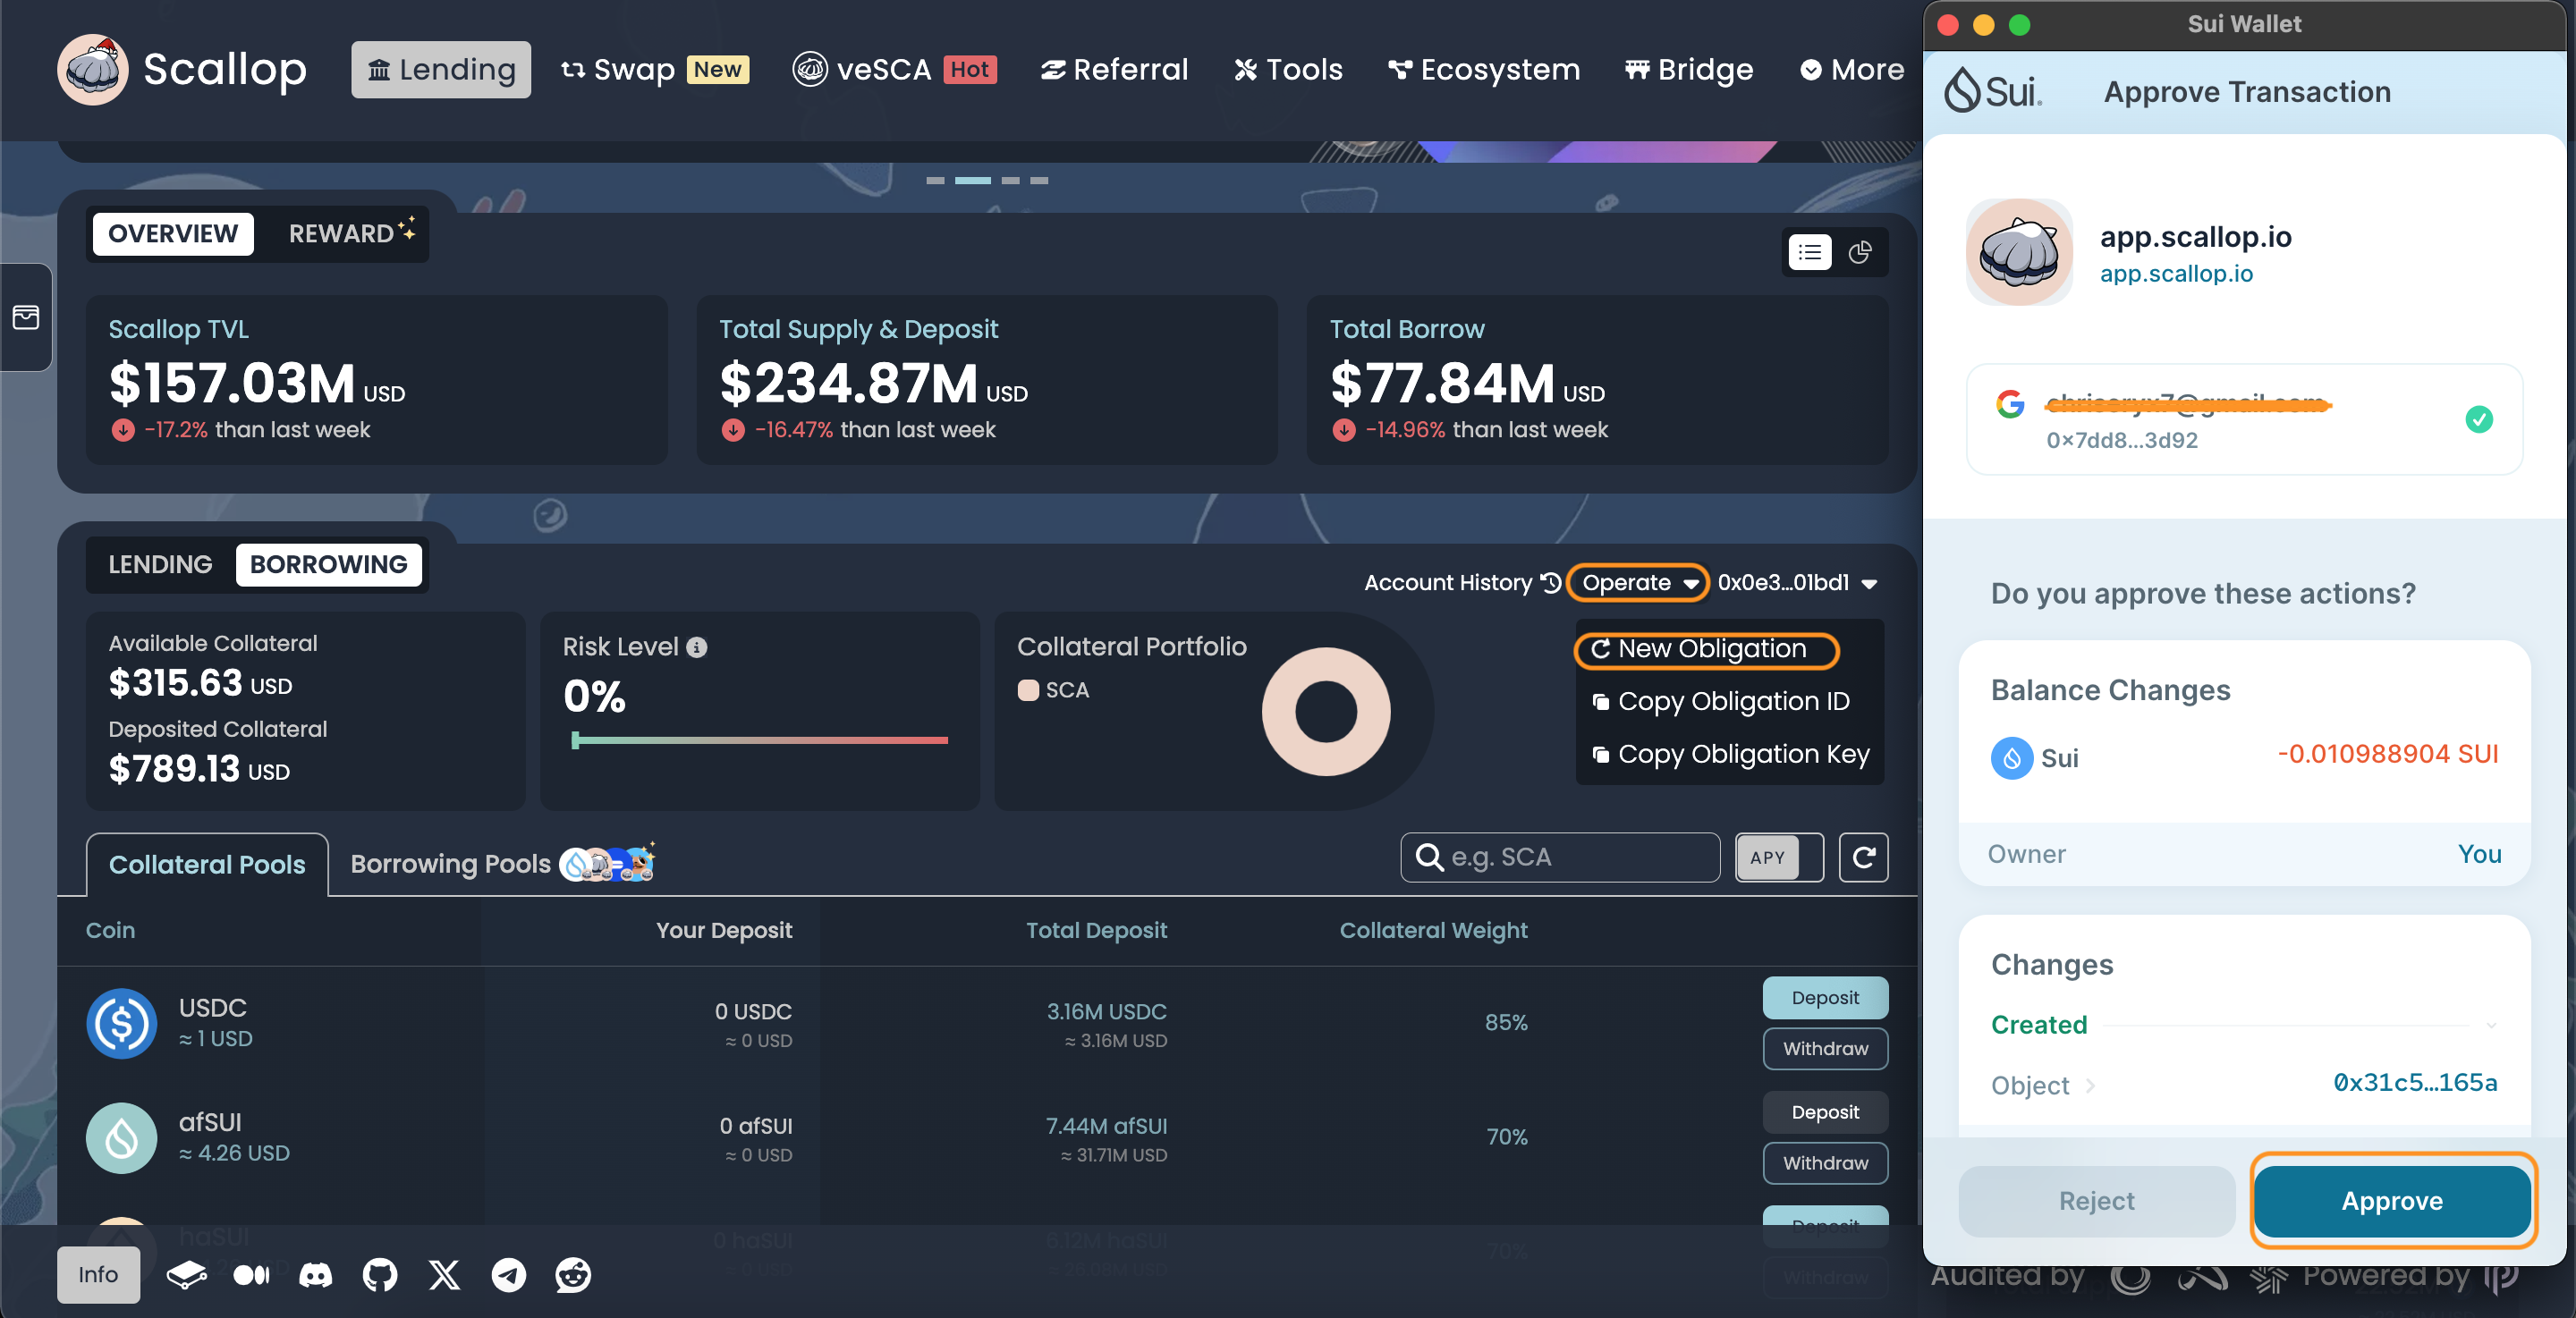 Scallop
Lending
Swap New
veSCA Hot
Referral
Tools
Ecosystem
Bridge
More
OVERVIEW
REWARD
Scallop TVL
$157.03M USD
-17.2% than last week
Total Supply & Deposit
$234.87M USD
-16.47% than last week
Total Borrow
$77.84M USD
-14.96% than last week
LENDING
BORROWING
Account History
Operate
0x0e3...01bd1
Available Collateral
$315.63 USD
Deposited Collateral
$789.13 USD
Risk Level
0%
Collateral Portfolio
SCA
New Obligation
Copy Obligation ID
Copy Obligation Key
Collateral Pools
Borrowing Pools
e.g. SCA
APY
Coin
Your Deposit
Total Deposit
Collateral Weight
USDC
≈ 1 USD
0 USDC
≈ 0 USD
3.16M USDC
≈ 3.16M USD
85%
Deposit
Withdraw
afSUI
≈ 4.26 USD
0 afSUI
≈ 0 USD
7.44M afSUI
≈ 31.71M USD
70%
Deposit
Withdraw
haSUI
0 haSUI
6.12M haSUI
70%
Deposit
Withdraw
Info
Audited by
Powered by
Sui Wallet
Sui.
Approve Transaction
app.scallop.io
app.scallop.io
0x7dd8...3d92
Do you approve these actions?
Balance Changes
Sui
-0.010988904 SUI
Owner
You
Changes
Created
Object
0x31c5…165a
Reject
Approve